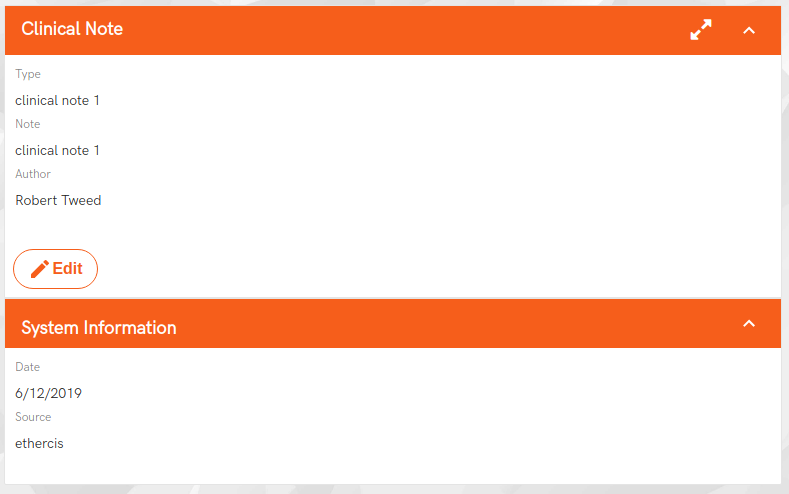 Clinical Note
Type
clinical note 1
Note
clinical note 1
Author
Robert Tweed
Edit
System Information
Date
6/12/2019
Source
ethercis